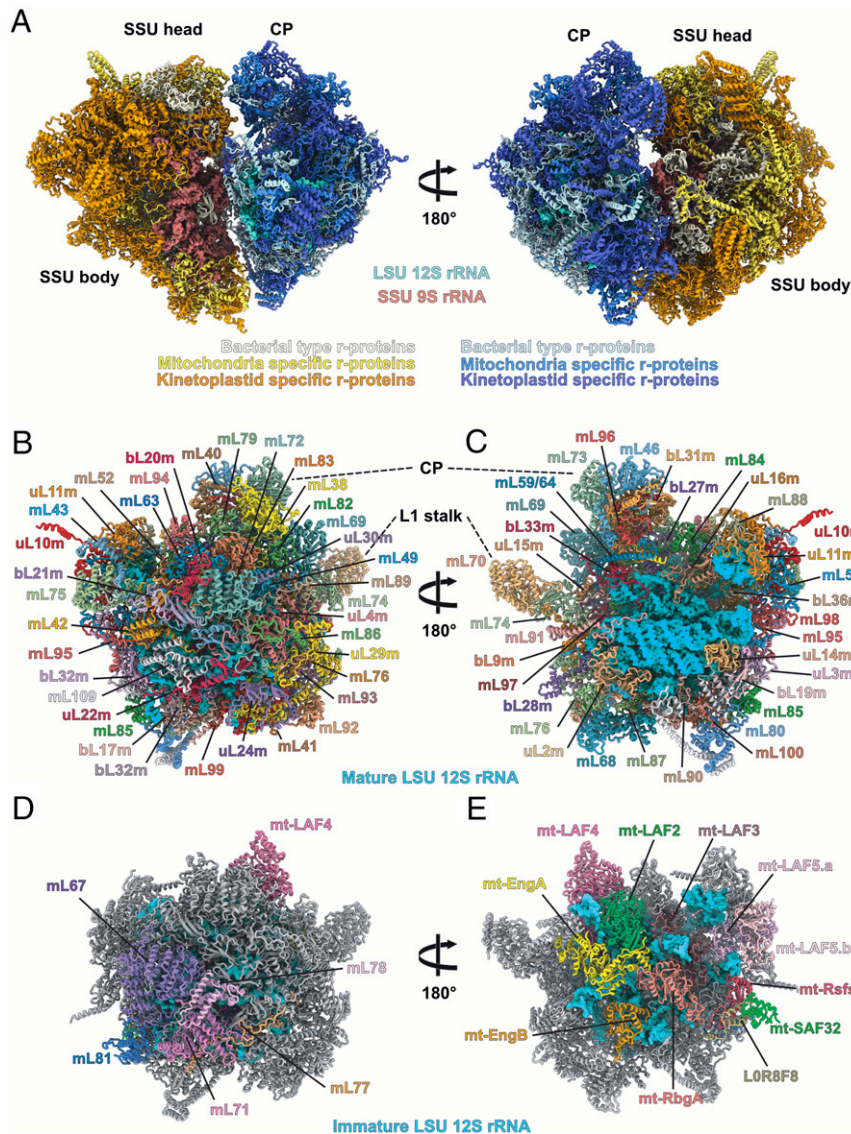 A
SSU head
CP
CP
SSU head
180°
SSU body
SSU body
LSU 12S rRNA
SSU 9S rRNA
Bacterial type r-proteins
Mitochondria specific r-proteins
Kinetoplastid specific r-proteins
Bacterial type r-proteins
Mitochondria specific r-proteins
Kinetoplastid specific r-proteins
B
mL79
mL72
mL40
bL20m
mL83
mL52
mL94
mL38
uL11m
mL63
mL82
mL43
mL69
uL10m
uL30m
bL21m
mL49
mL75
mL89
mL42
mL74
uL4m
mL95
mL86
bL32m
uL29m
mL109
mL76
uL22m
mL93
mL85
mL92
bL17m
mL41
bL32m
uL24m
mL99
CP
L1 stalk
180°
C
mL96
mL46
mL73
bL31m
mL84
mL59/64
uL16m
bL27m
mL69
mL88
bL33m
uL10m
uL15m
uL11m
mL70
mL5
bL36m
mL74
mL98
mL91
mL95
bL9m
uL14m
uL3m
mL97
bL19m
bL28m
mL85
mL76
mL80
uL2m
mL100
mL68
mL87
mL90
Mature LSU 12S rRNA
D
mt-LAF4
mL67
mL78
mL81
mL77
mL71
180°
E
mt-LAF4
mt-LAF2
mt-LAF3
mt-EngA
mt-LAF5.a
mt-LAF5.b
mt-Rsfs
mt-SAF32
mt-EngB
L0R8F8
mt-RbgA
Immature LSU 12S rRNA